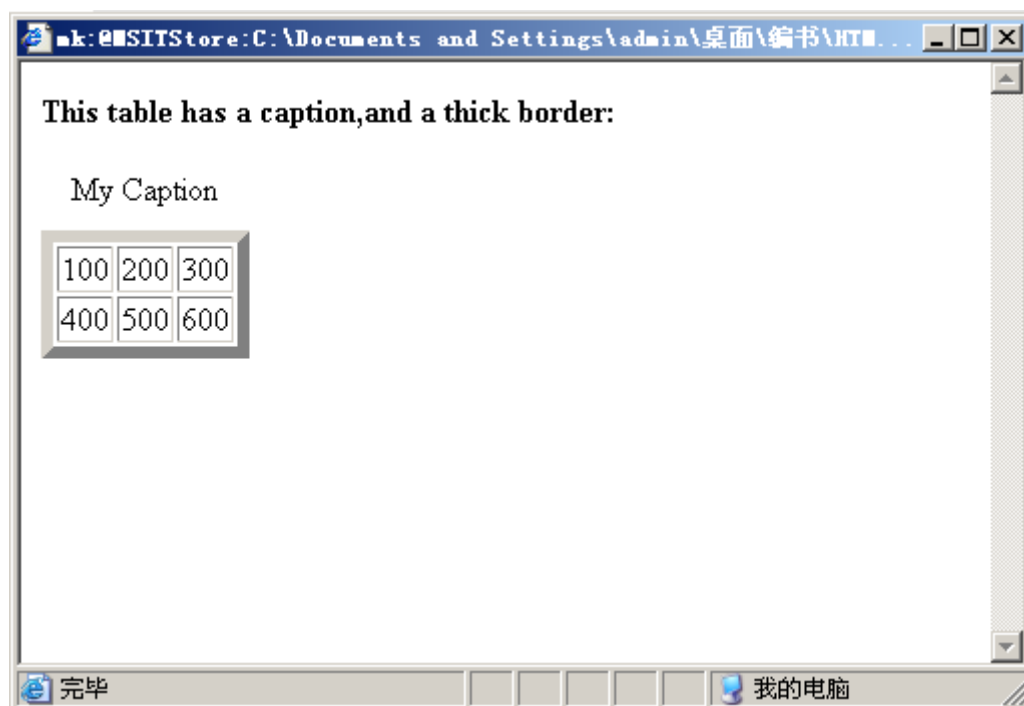 mk:@MSITStore:C:\Documents and Settings\admin\桌面\编书\HTM...
This table has a caption,and a thick border:
My Caption
100 200 300
400 500 600
完毕
我的电脑